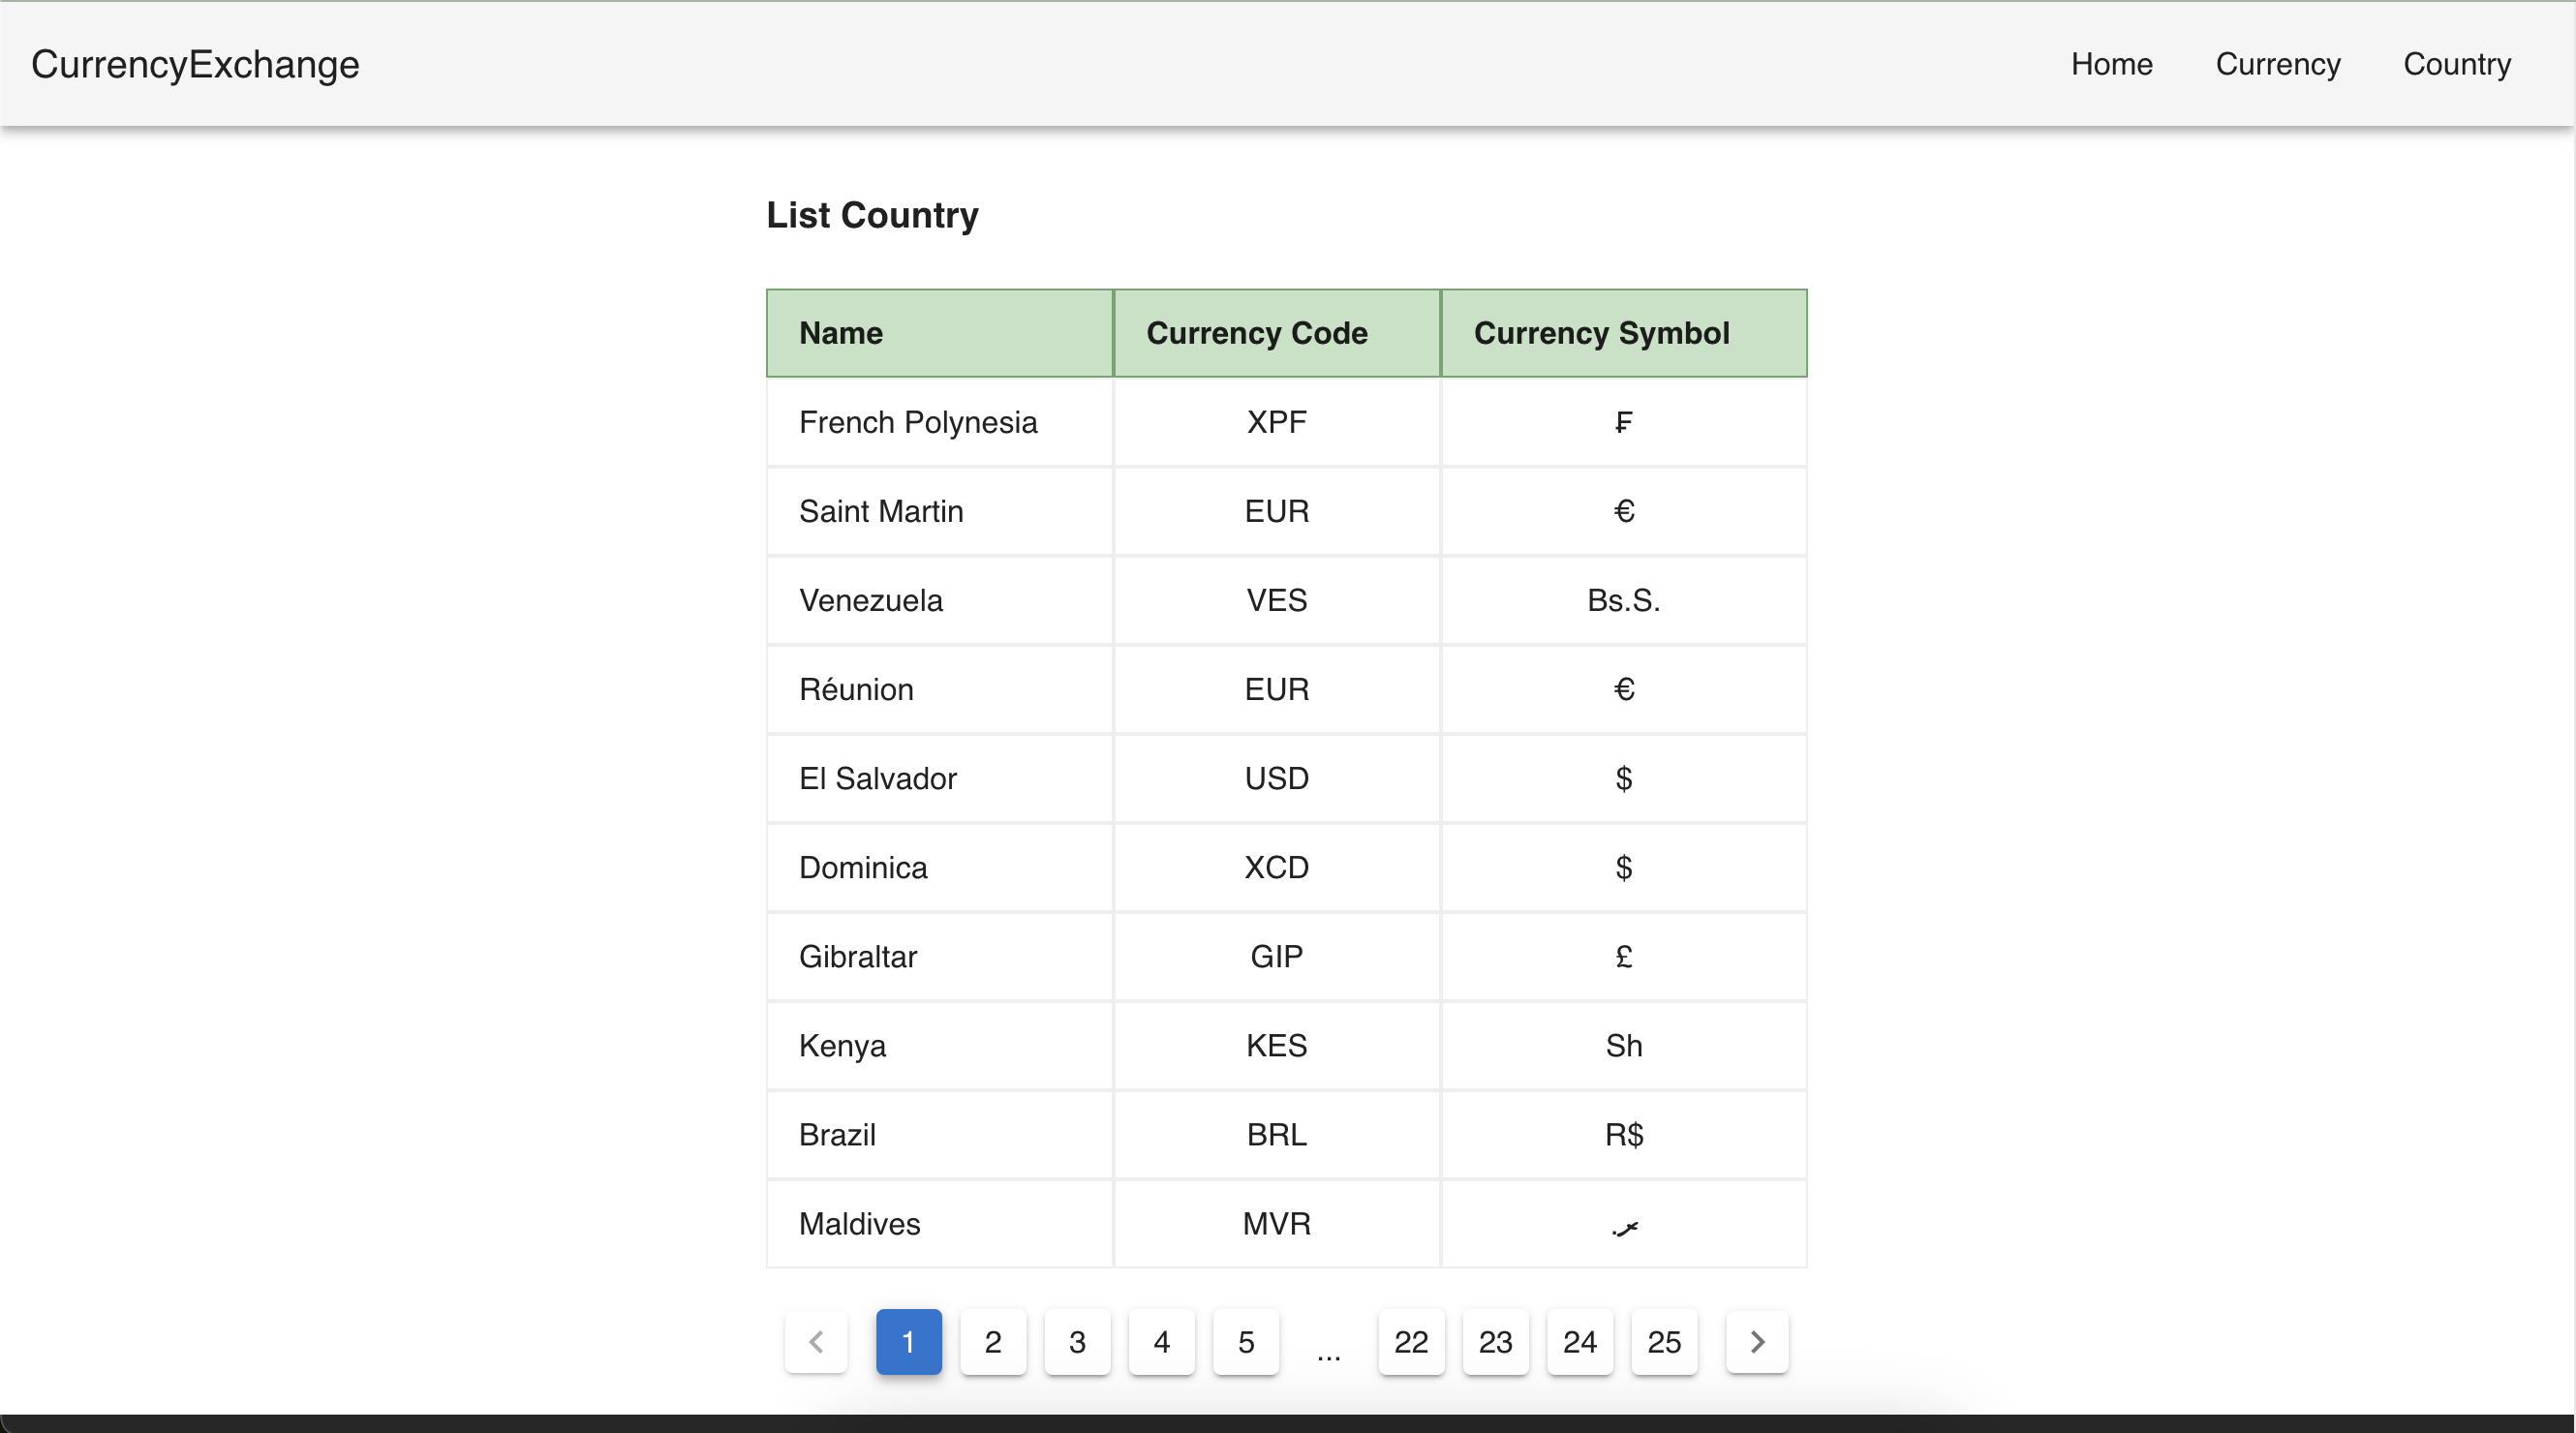 CurrencyExchange Home Currency Country
List Country
Name Currency Code Currency Symbol
French Polynesia XPF ₣
Saint Martin EUR €
Venezuela VES Bs.S.
Réunion EUR €
El Salvador USD $
Dominica XCD $
Gibraltar GIP £
Kenya KES Sh
Brazil BRL R$
Maldives MVR .ރ
1 2 3 4 5 ... 22 23 24 25